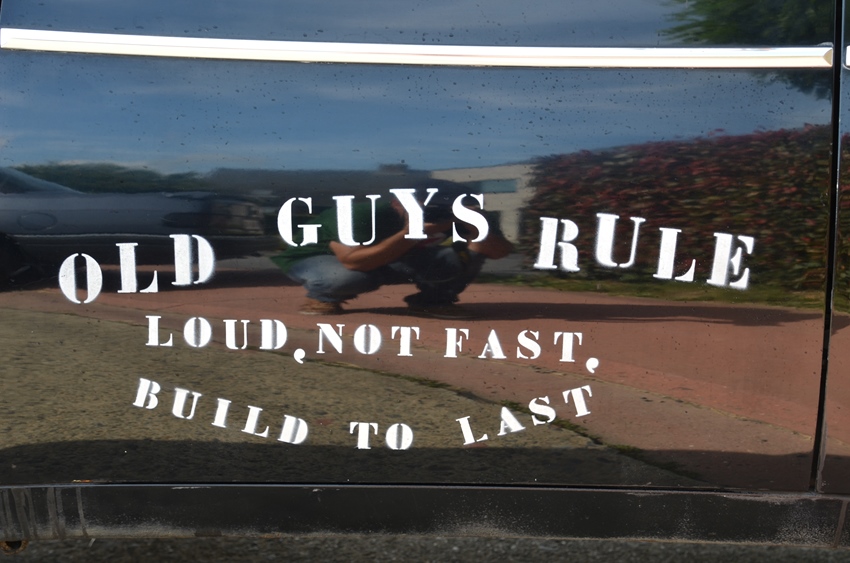 OLD GUYS RULE
LOUD, NOT FAST,
BUILD TO LAST